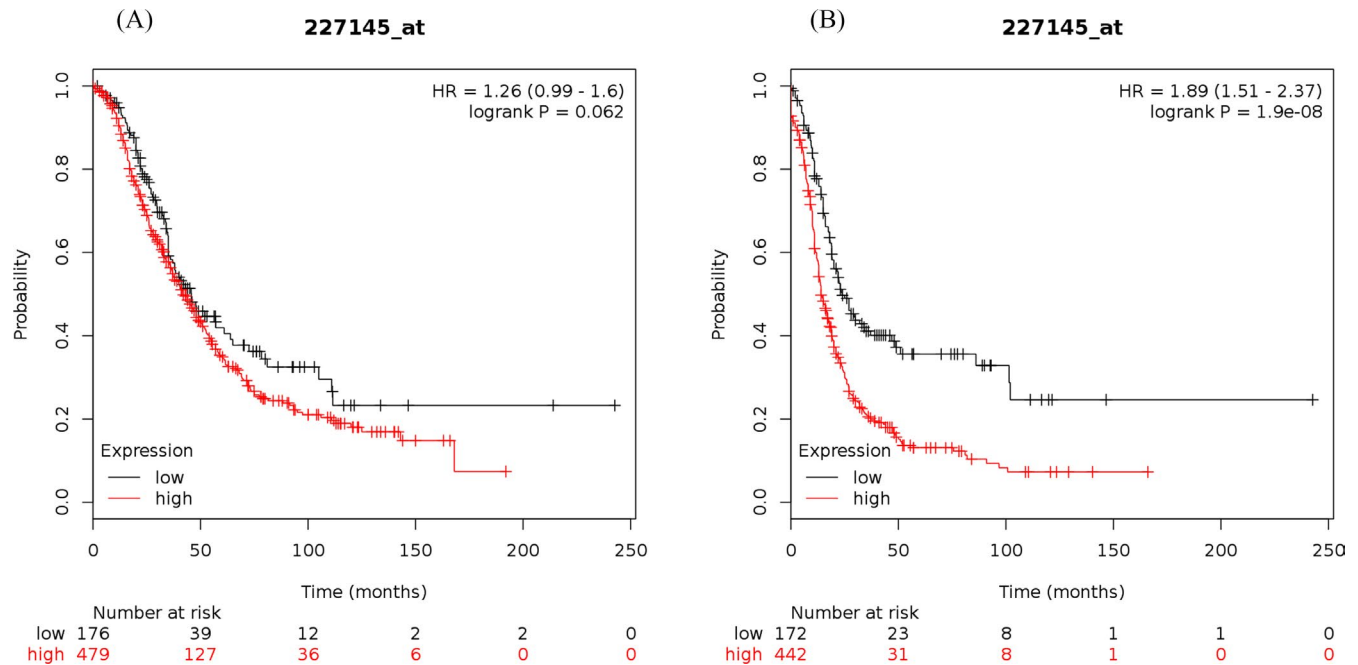 (A)
227145_at
HR = 1.26 (0.99 - 1.6)
logrank P = 0.062
Probability
1.0
0.8
0.6
0.4
0.2
0.0
Expression
low
high
0 50 100 150 200 250
Time (months)
Number at risk
low 176 39 12 2 2 0
high 479 127 36 6 0 0
(B)
227145_at
HR = 1.89 (1.51 - 2.37)
logrank P = 1.9e-08
Probability
1.0
0.8
0.6
0.4
0.2
0.0
Expression
low
high
0 50 100 150 200 250
Time (months)
Number at risk
low 172 23 8 1 1 0
high 442 31 8 1 0 0